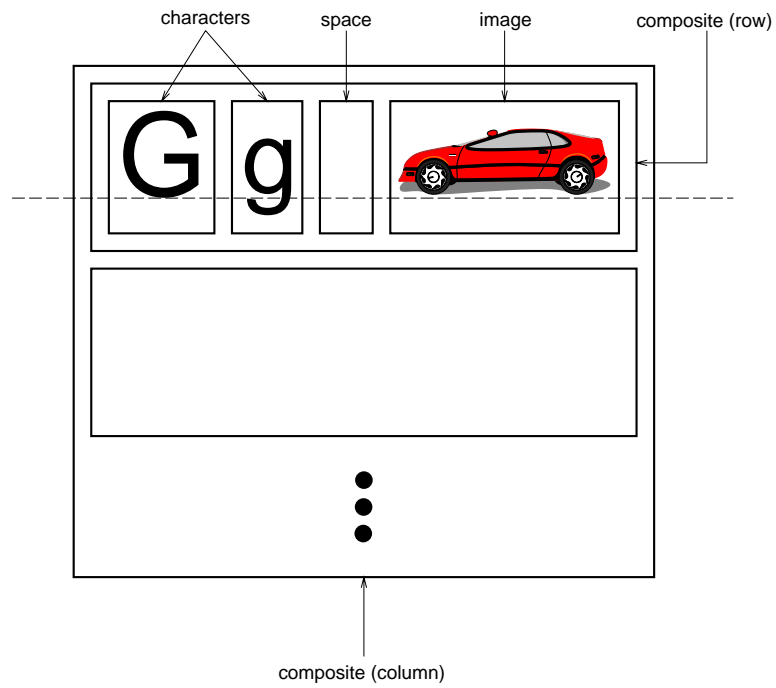 characters
space
image
composite (row)
G
g
composite (column)